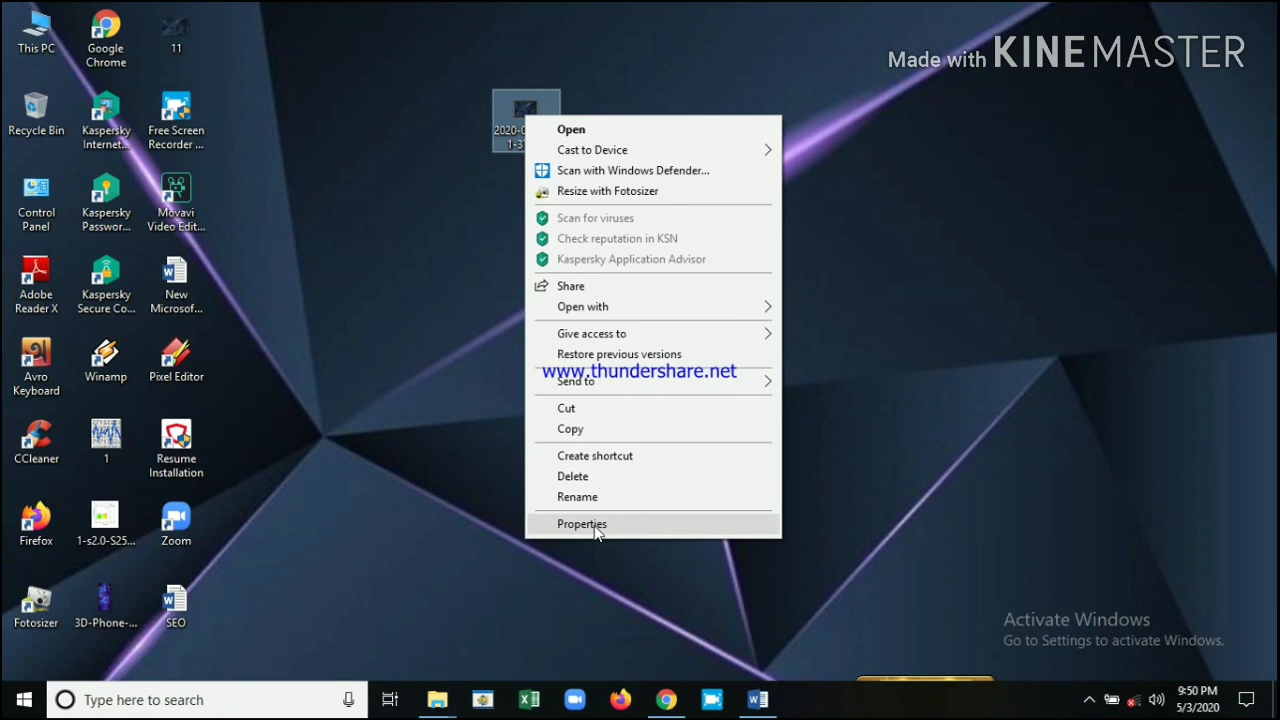 This PC
Google
Chrome
11
Made with KINEMASTER
Recycle Bin
Kaspersky
Internet...
Free Screen
Recorder ...
Control
Panel
Kaspersky
Passwor...
Movavi
Video Edit...
Adobe
Reader X
Kaspersky
Secure Co...
New
Microsof...
Avro
Keyboard
Winamp
Pixel Editor
CCleaner
1
Resume
Installation
Firefox
1-s2.0-S25...
Zoom
Fotosizer
3D-Phone-...
SEO
Open
Cast to Device
Scan with Windows Defender...
Resize with Fotosizer
Scan for viruses
Check reputation in KSN
Kaspersky Application Advisor
Share
Open with
Give access to
Restore previous versions
www.thundershare.net
Send to
Cut
Copy
Create shortcut
Delete
Rename
Properties
Activate Windows
Go to Settings to activate Windows.
Type here to search
9:50 PM
5/3/2020